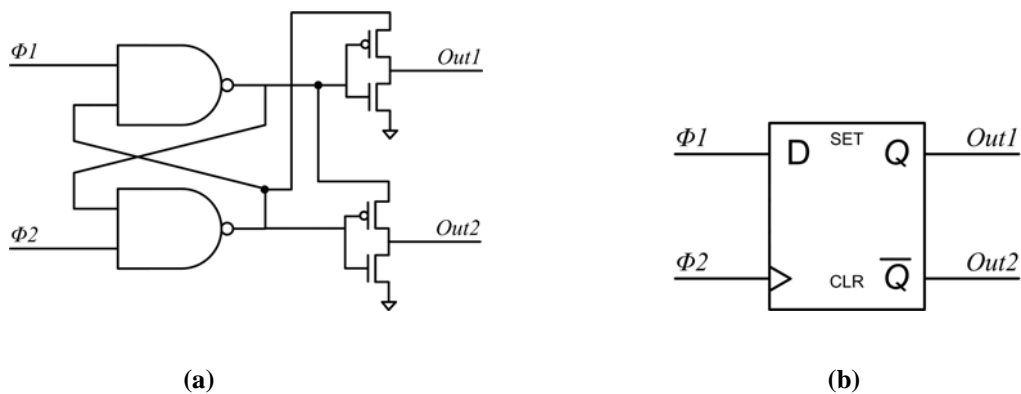 Φ1
Out1
Φ2
Out2
(a)
Φ1
D
SET
Q
Out1
Φ2
CLR
Q̅
Out2
(b)